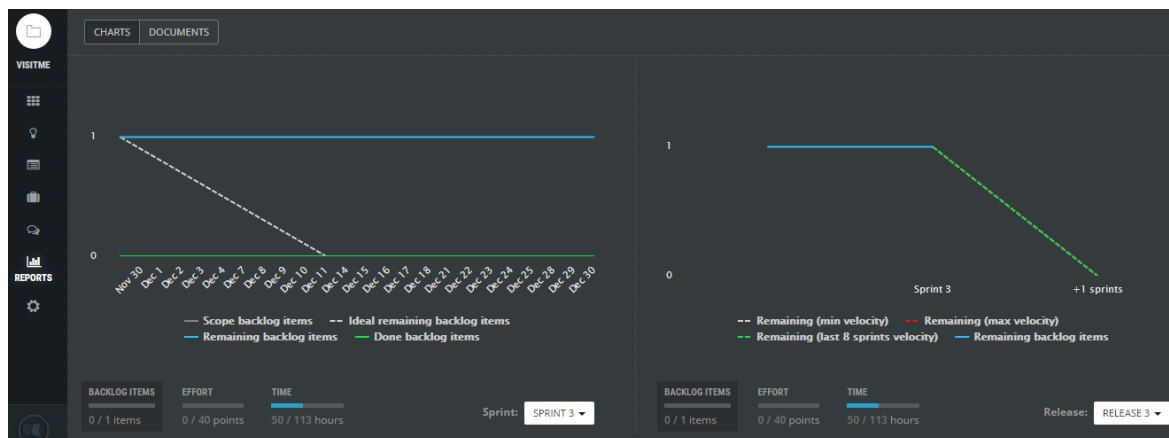 CHARTS DOCUMENTS
VISITME
REPORTS
1
0
Nov 30 Dec 1 Dec 2 Dec 3 Dec 4 Dec 7 Dec 8 Dec 9 Dec 10 Dec 11 Dec 14 Dec 15 Dec 16 Dec 17 Dec 18 Dec 21 Dec 22 Dec 23 Dec 24 Dec 25 Dec 28 Dec 29 Dec 30
Scope backlog items Ideal remaining backlog items
Remaining backlog items Done backlog items
BACKLOG ITEMS EFFORT TIME
0 / 1 items 0 / 40 points 50 / 113 hours
Sprint: SPRINT 3
1
0
Sprint 3 +1 sprints
Remaining (min velocity) Remaining (max velocity)
Remaining (last 8 sprints velocity) Remaining backlog items
BACKLOG ITEMS EFFORT TIME
0 / 1 items 0 / 40 points 50 / 113 hours
Release: RELEASE 3